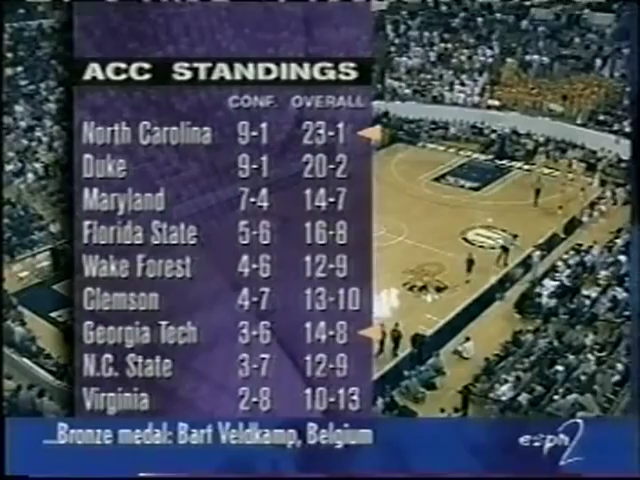 ACC STANDINGS
CONF. OVERALL
North Carolina 9-1 23-1
Duke 9-1 20-2
Maryland 7-4 14-7
Florida State 5-6 16-8
Wake Forest 4-6 12-9
Clemson 4-7 13-10
Georgia Tech 3-6 14-8
N.C. State 3-7 12-9
Virginia 2-8 10-13
...Bronze medal: Bart Veldkamp, Belgium
espn2